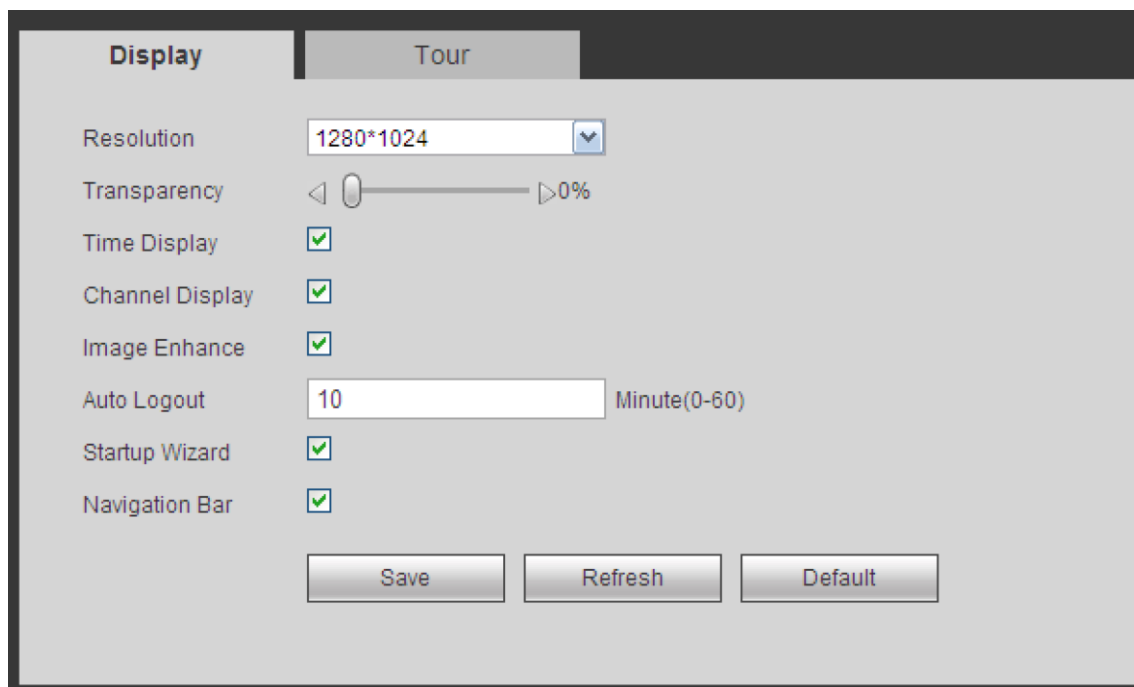 Display Tour
Resolution 1280*1024
Transparency 0%
Time Display
Channel Display
Image Enhance
Auto Logout 10 Minute(0-60)
Startup Wizard
Navigation Bar
Save Refresh Default